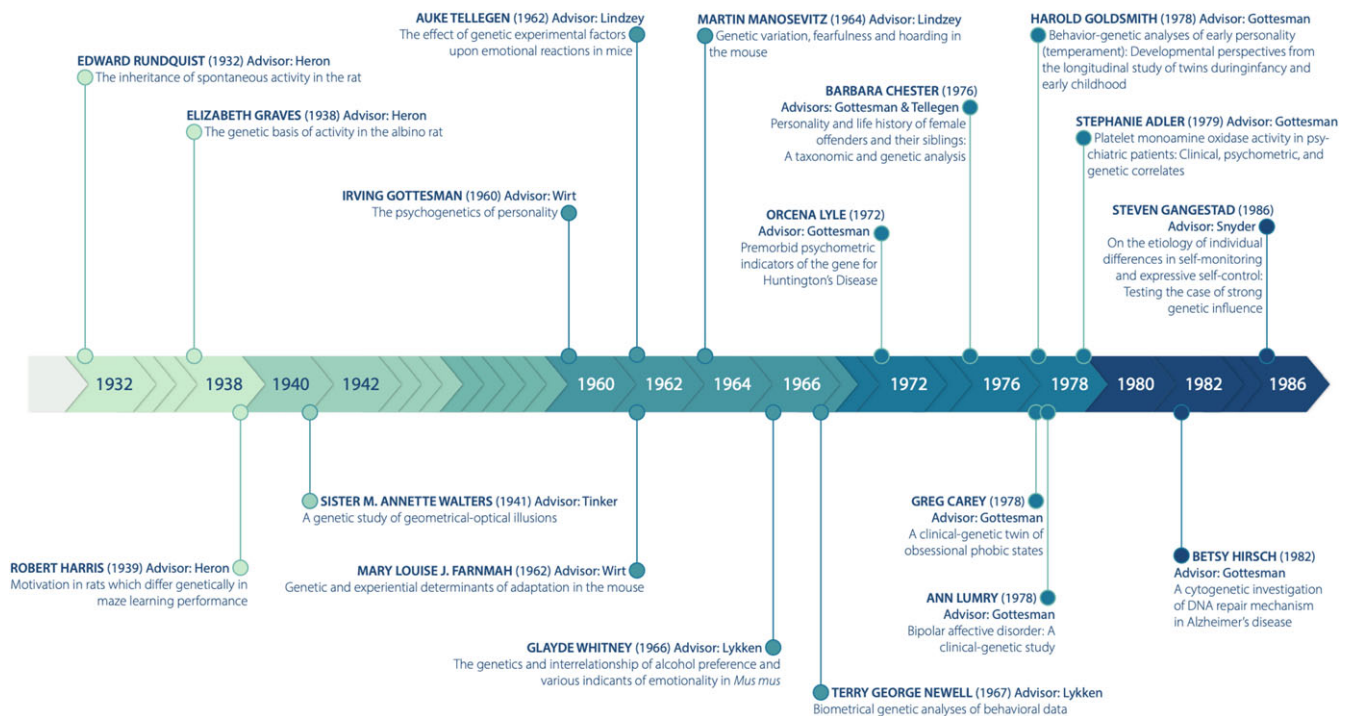 AUKE TELLEGEN (1962) Advisor: Lindzey
The effect of genetic experimental factors
upon emotional reactions in mice
MARTIN MANOSEVITZ (1964) Advisor: Lindzey
Genetic variation, fearfulness and hoarding in
the mouse
HAROLD GOLDSMITH (1978) Advisor: Gottesman
Behavior-genetic analyses of early personality
(temperament): Developmental perspectives from
the longitudinal study of twins duringinfancy and
early childhood
EDWARD RUNDQUIST (1932) Advisor: Heron
The inheritance of spontaneous activity in the rat
ELIZABETH GRAVES (1938) Advisor: Heron
The genetic basis of activity in the albino rat
BARBARA CHESTER (1976)
Advisors: Gottesman & Tellegen
Personality and life history of female
offenders and their siblings:
A taxonomic and genetic analysis
STEPHANIE ADLER (1979) Advisor: Gottesman
Platelet monoamine oxidase activity in psy-
chiatric patients: Clinical, psychometric, and
genetic correlates
IRVING GOTTESMAN (1960) Advisor: Wirt
The psychogenetics of personality
ORCENA LYLE (1972)
Advisor: Gottesman
Premorbid psychometric
indicators of the gene for
Huntington's Disease
STEVEN GANGESTAD (1986)
Advisor: Snyder
On the etiology of individual
differences in self-monitoring
and expressive self-control:
Testing the case of strong
genetic influence
1932 1938 1940 1942 1960 1962 1964 1966 1972 1976 1978 1980 1982 1986
SISTER M. ANNETTE WALTERS (1941) Advisor: Tinker
A genetic study of geometrical-optical illusions
ROBERT HARRIS (1939) Advisor: Heron
Motivation in rats which differ genetically in
maze learning performance
MARY LOUISE J. FARNMAH (1962) Advisor: Wirt
Genetic and experiential determinants of adaptation in the mouse
GLAYDE WHITNEY (1966) Advisor: Lykken
The genetics and interrelationship of alcohol preference and
various indicants of emotionality in Mus mus
TERRY GEORGE NEWELL (1967) Advisor: Lykken
Biometrical genetic analyses of behavioral data
GREG CAREY (1978)
Advisor: Gottesman
A clinical-genetic twin of
obsessional phobic states
ANN LUMRY (1978)
Advisor: Gottesman
Bipolar affective disorder: A
clinical-genetic study
BETSY HIRSCH (1982)
Advisor: Gottesman
A cytogenetic investigation
of DNA repair mechanism
in Alzheimer's disease